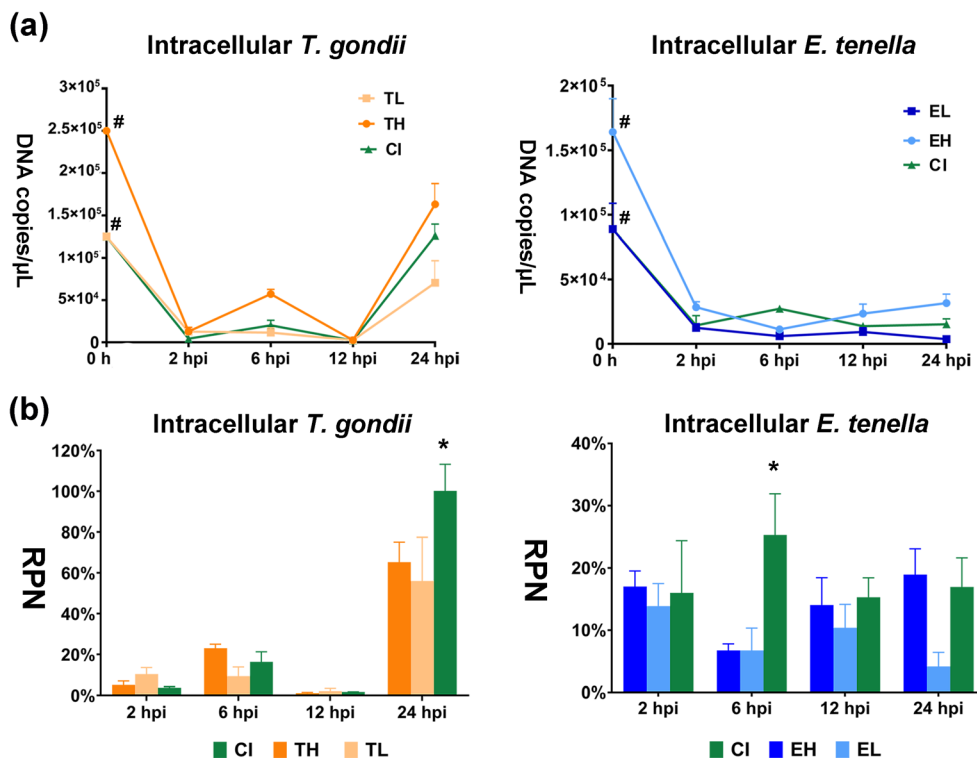 (a)
Intracellular T. gondii
DNA copies/µL
3×10⁵
2.5×10⁵
2×10⁵
1.5×10⁵
1×10⁵
5×10⁴
0
#
#
TL
TH
CI
0 h
2 hpi
6 hpi
12 hpi
24 hpi
Intracellular E. tenella
DNA copies/µL
2×10⁵
1.5×10⁵
1×10⁵
5×10⁴
0
#
#
EL
EH
CI
0 h
2 hpi
6 hpi
12 hpi
24 hpi
(b)
Intracellular T. gondii
RPN
120%
100%
80%
60%
40%
20%
0%
*
2 hpi
6 hpi
12 hpi
24 hpi
CI
TH
TL
Intracellular E. tenella
RPN
40%
30%
20%
10%
0%
*
2 hpi
6 hpi
12 hpi
24 hpi
CI
EH
EL